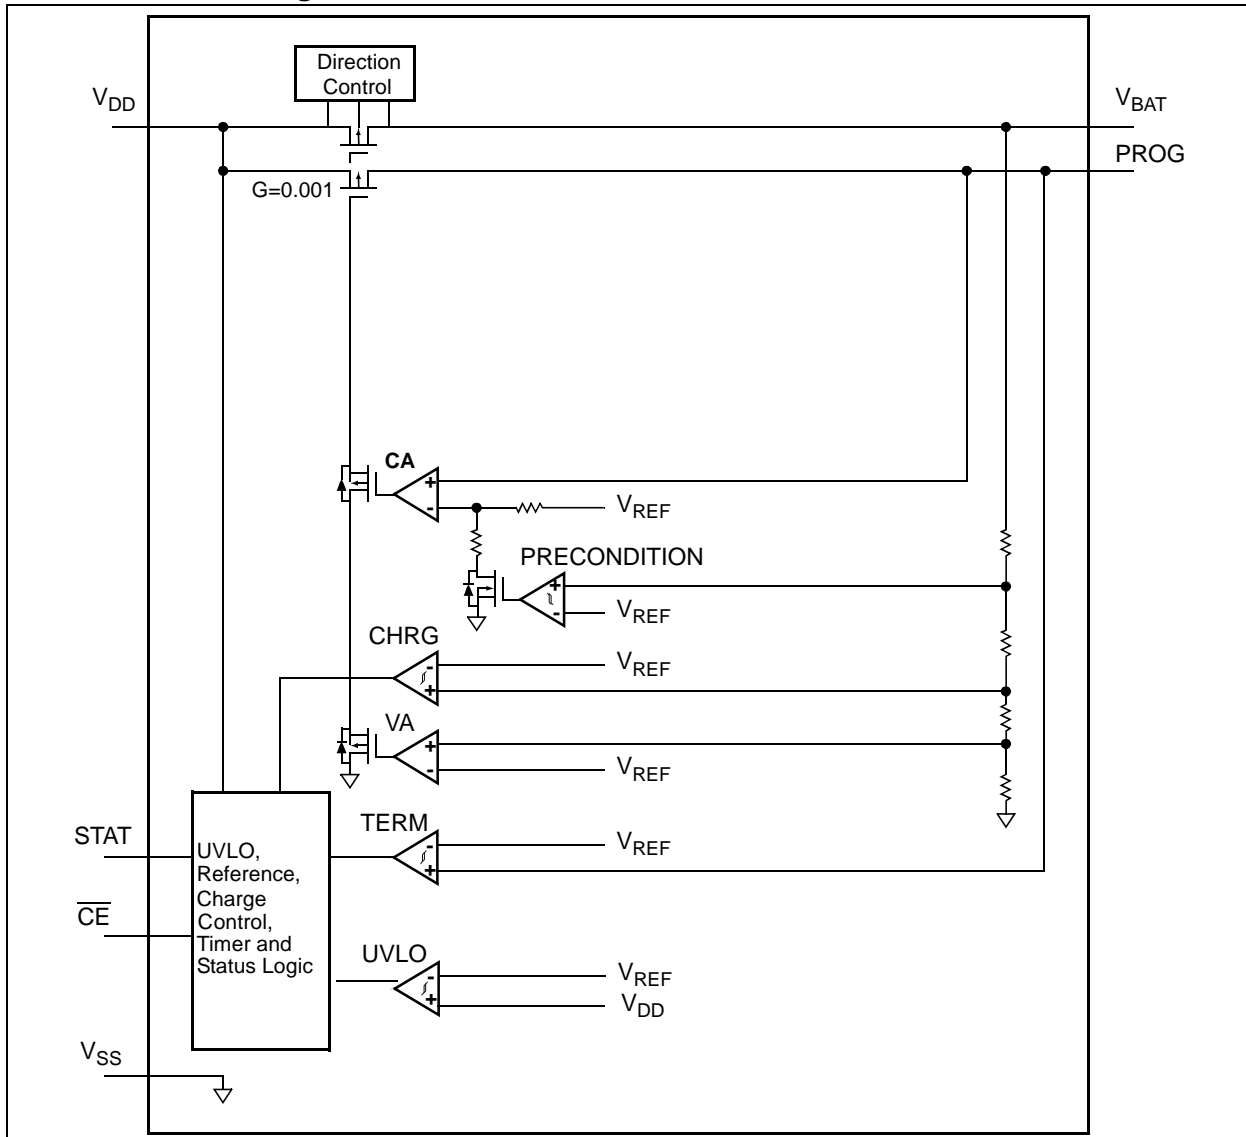 Direction
Control
VDD
VBAT
PROG
G=0.001
CA
+
-
VREF
PRECONDITION
+
-
VREF
CHRG
-
+
VREF
VA
+
-
VREF
STAT
TERM
-
+
VREF
UVLO,
Reference,
Charge
Control,
Timer and
Status Logic
CE
UVLO
-
+
VREF
VDD
VSS